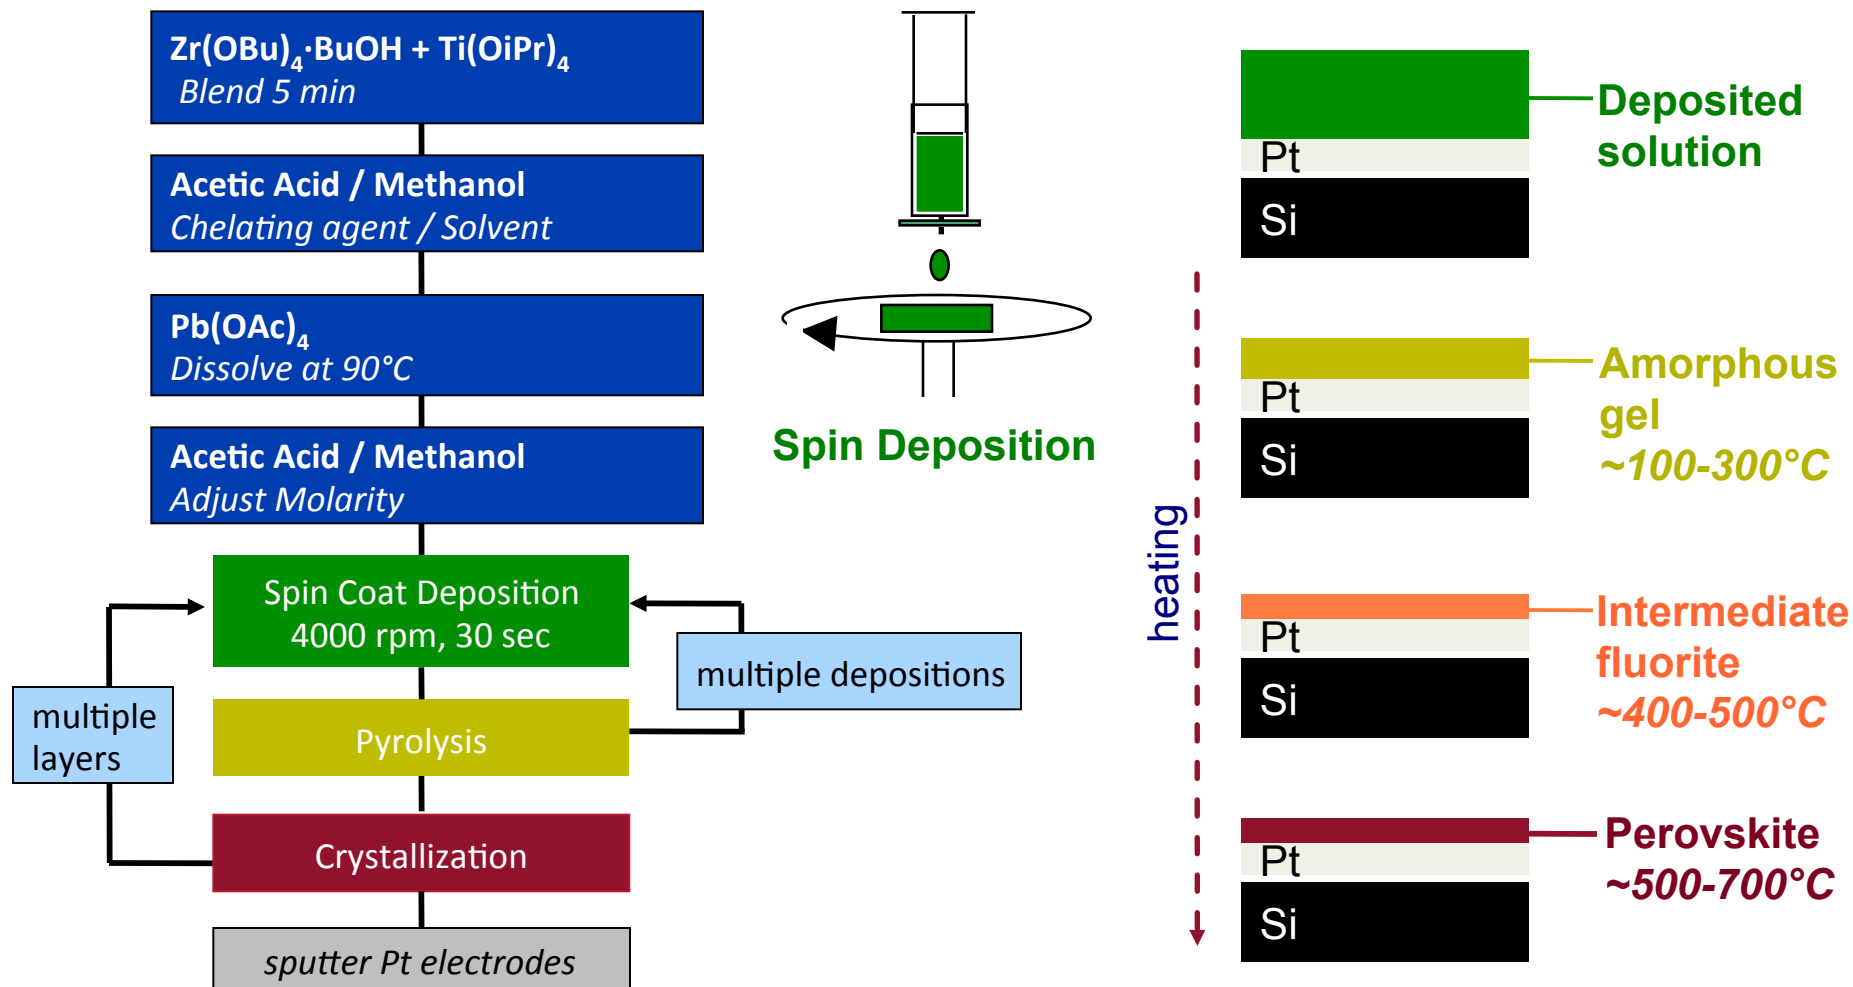 Zr(OBu)₄·BuOH + Ti(OiPr)₄
Blend 5 min
Acetic Acid / Methanol
Chelating agent / Solvent
Pb(OAc)₄
Dissolve at 90°C
Acetic Acid / Methanol
Adjust Molarity
Spin Coat Deposition
4000 rpm, 30 sec
multiple depositions
multiple
layers
Pyrolysis
Crystallization
sputter Pt electrodes
Spin Deposition
heating
Deposited
solution
Pt
Si
Amorphous
gel
~100-300°C
Pt
Si
Intermediate
fluorite
~400-500°C
Pt
Si
Perovskite
~500-700°C
Pt
Si